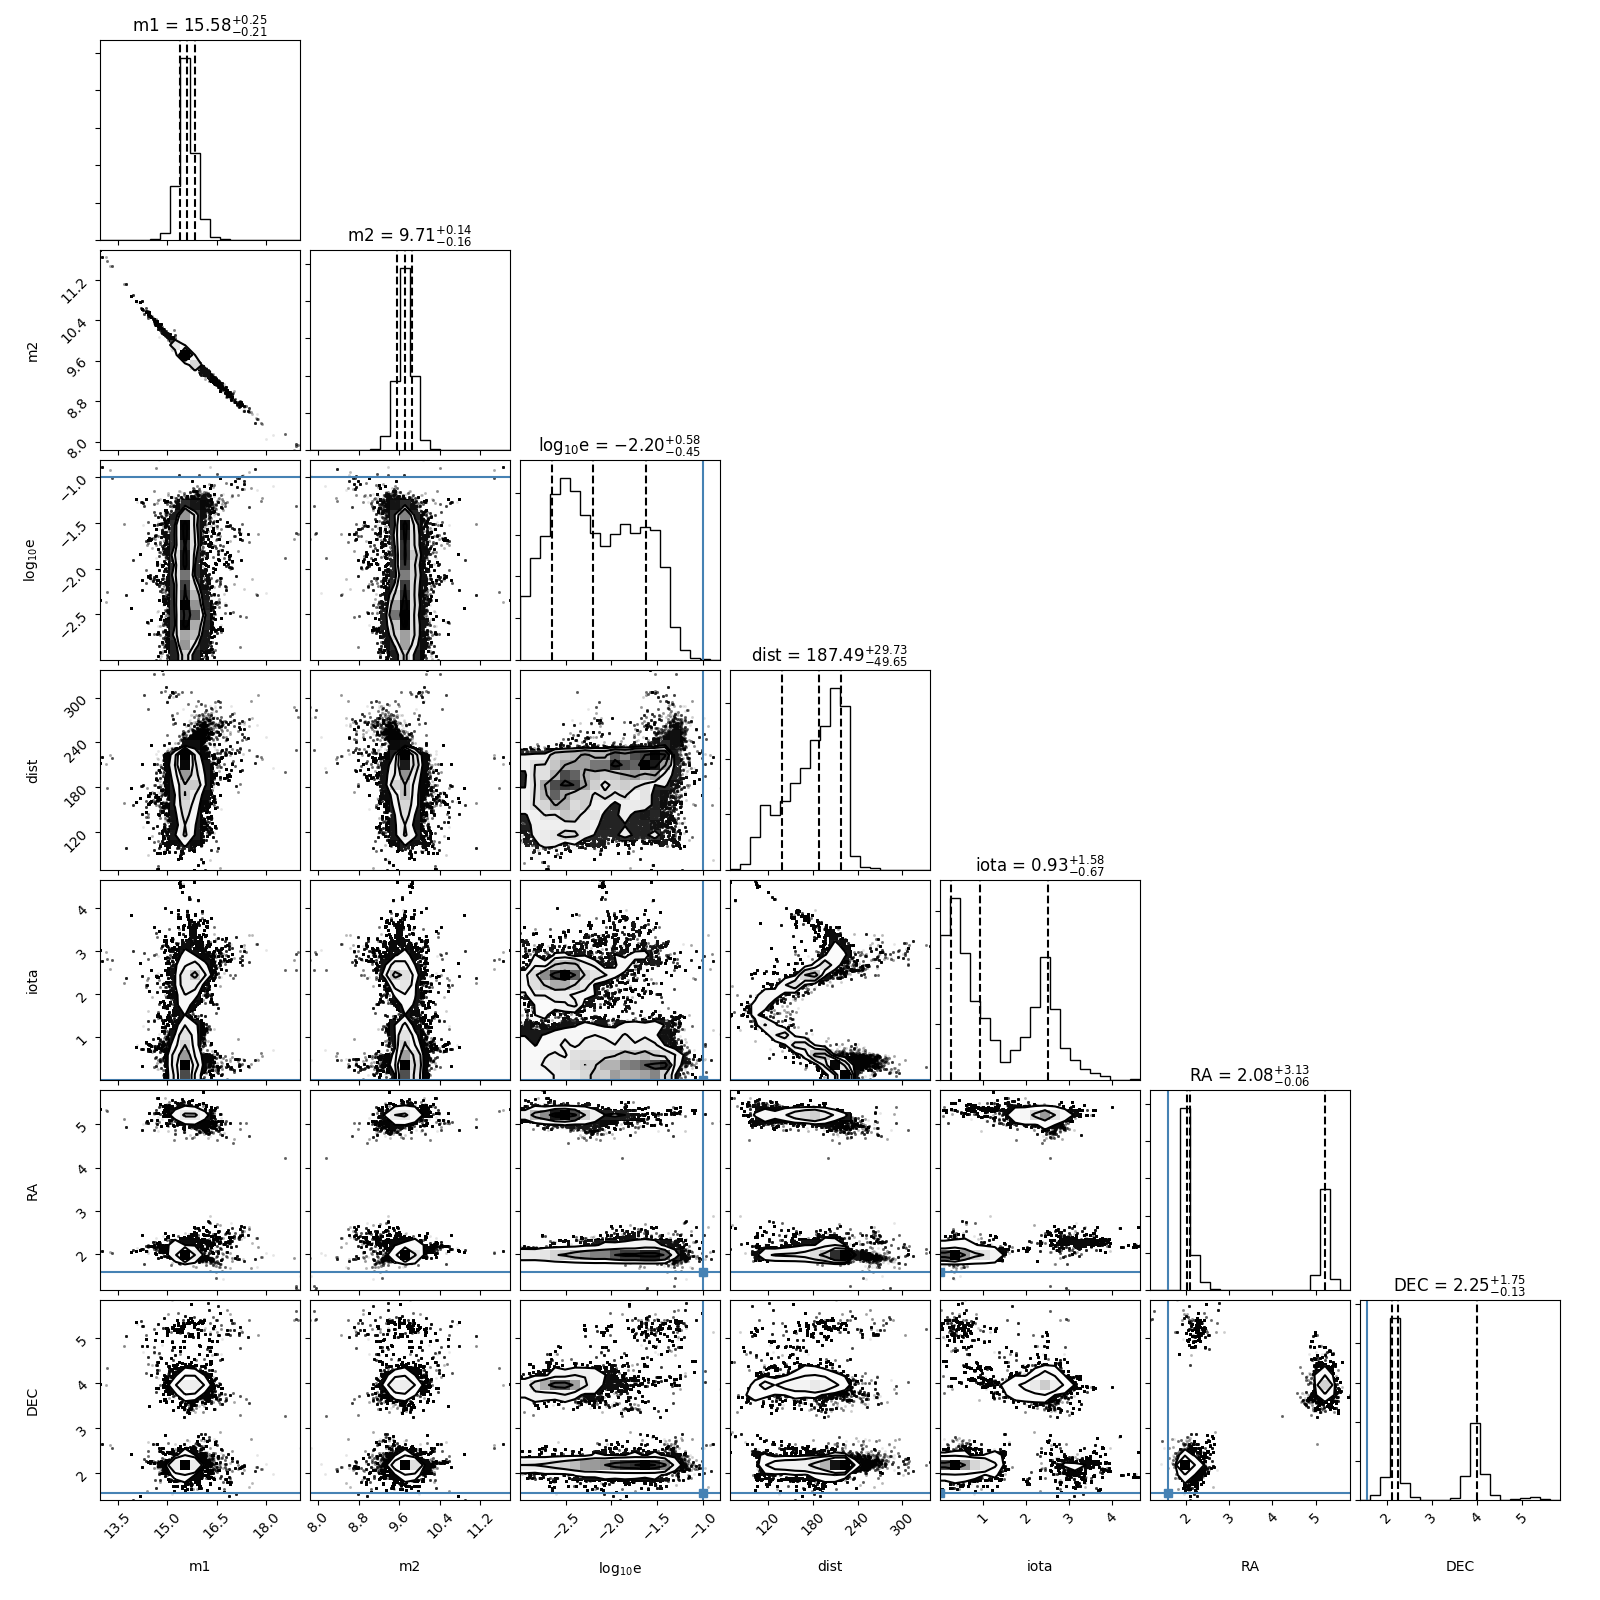 m1 = 15.58+0.25−0.21
m2 = 9.71+0.14−0.16
11.2
10.4
9.6
8.8
8.0
m2
log10e = −2.20+0.58−0.45
−1.0
−1.5
−2.0
−2.5
log10e
dist = 187.49+29.73−49.65
300
240
180
120
dist
iota = 0.93+1.58−0.67
4
3
2
1
iota
RA = 2.08+3.13−0.06
5
4
3
2
RA
DEC = 2.25+1.75−0.13
5
4
3
2
DEC
13.5 15.0 16.5 18.0 8.0 8.8 9.6 10.4 11.2 −2.5 −2.0 −1.5 −1.0 120 180 240 300 1 2 3 4 2 3 4 5 2 3 4 5
m1 m2 log10e dist iota RA DEC